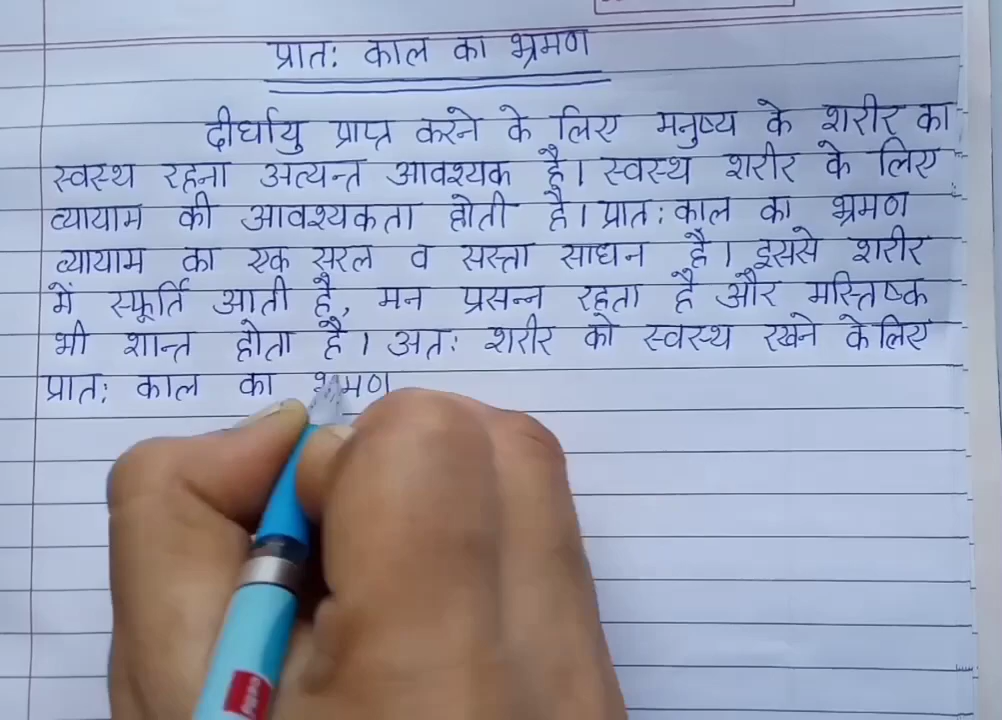 प्रात: काल का भ्रमण
दीर्घायु प्राप्त करने के लिए मनुष्य के शरीर का
स्वस्थ रहना अत्यन्त आवश्यक है। स्वस्थ शरीर के लिए
व्यायाम की आवश्यकता होती है। प्रात: काल का भ्रमण
व्यायाम का एक सरल व सस्ता साधन है। इससे शरीर
में स्फूर्ति आती है, मन प्रसन्न रहता है और मस्तिष्क
भी शान्त होता है। अत: शरीर को स्वस्थ रखने के लिए
प्रात: काल का भ्रमण